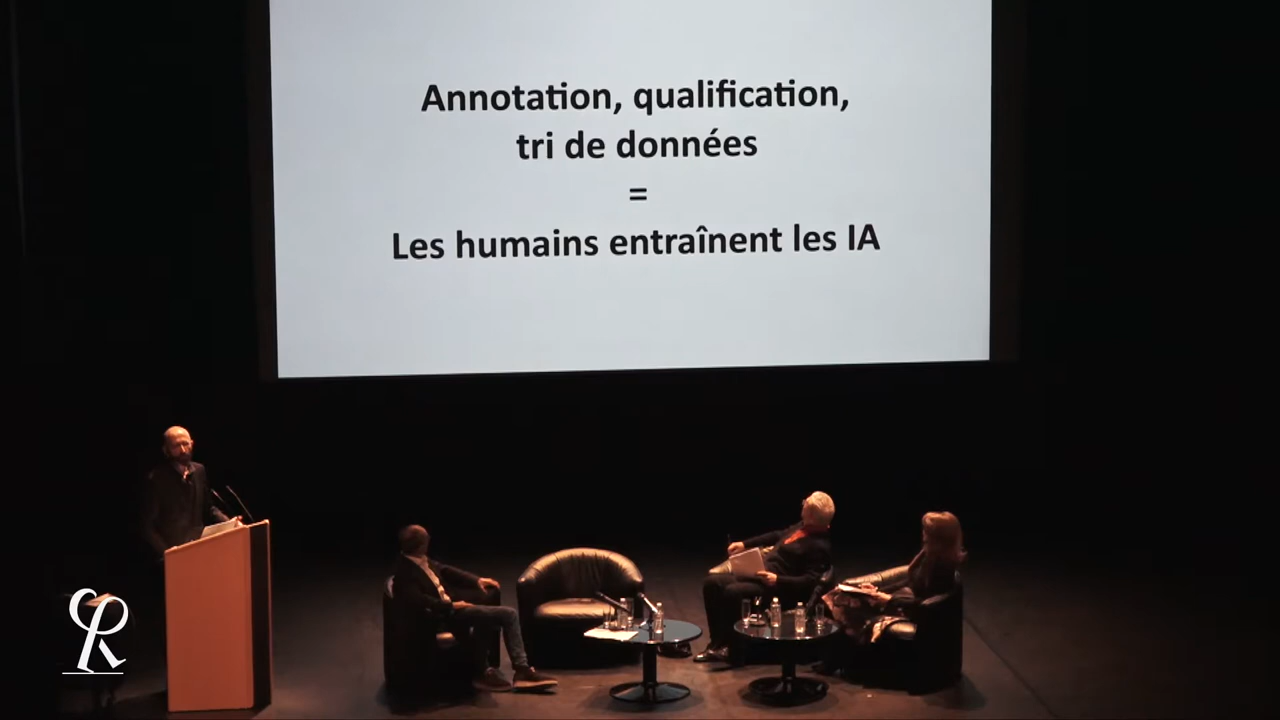 Annotation, qualification,
tri de données
=
Les humains entraînent les IA